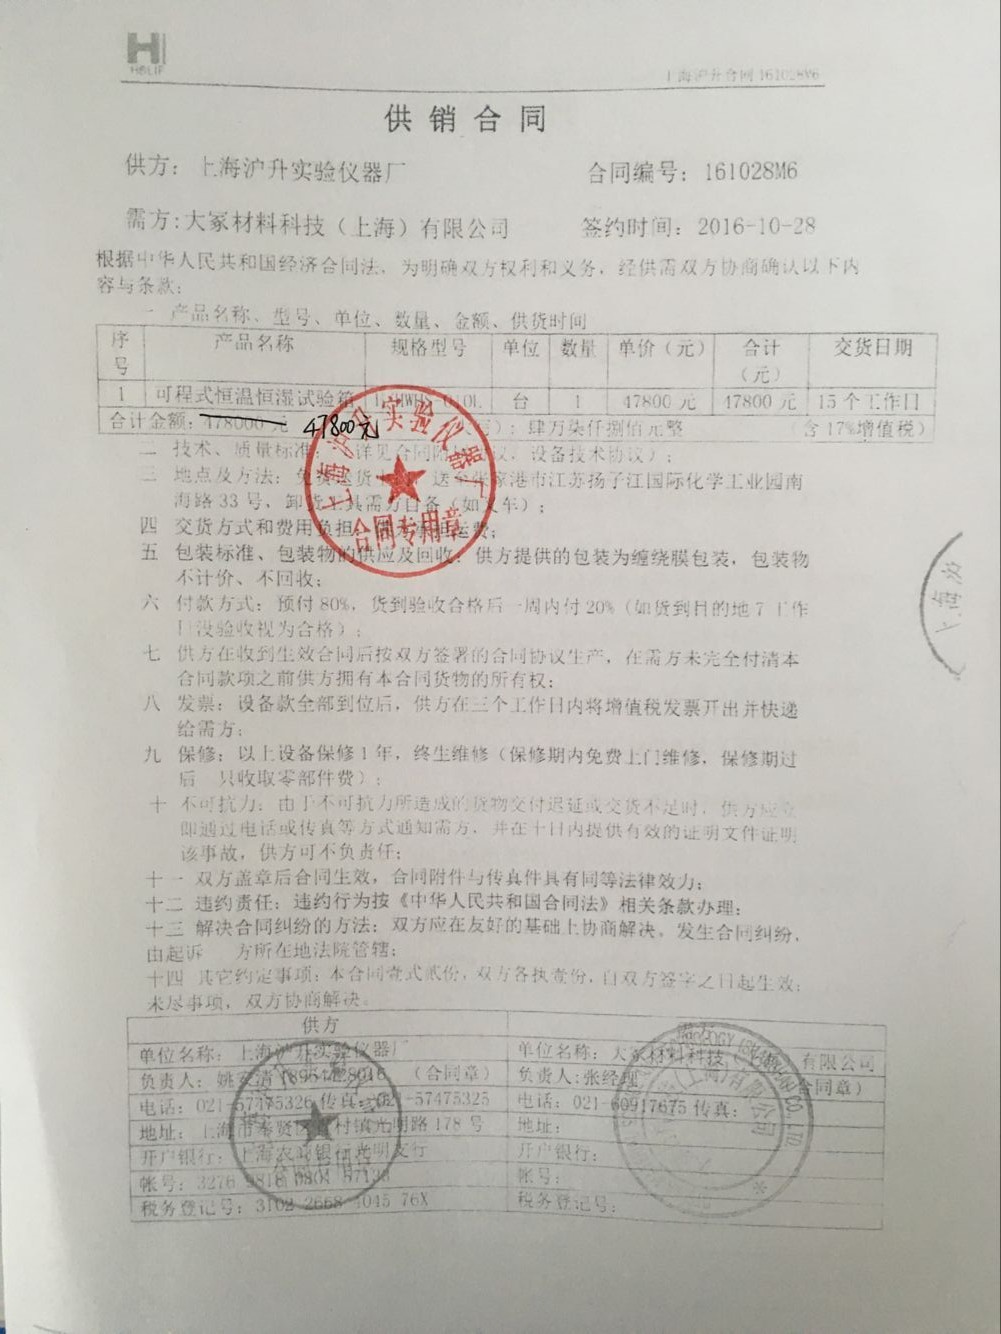 H
HBLIF
上海沪升合同 161028M6
供 销 合 同
供方：上海沪升实验仪器厂 合同编号：161028M6
需方:大冢材料科技（上海）有限公司 签约时间：2016-10-28
根据中华人民共和国经济合同法，为明确双方权利和义务，经供需双方协商确认以下内
容与条款：
一 产品名称、型号、单位、数量、金额、供货时间
序号 产品名称 规格型号 单位 数量 单价（元） 合计（元） 交货日期
1 可程式恒温恒湿试验箱 台 1 47800 元 47800 元 15 个工作日
合计金额：478000 元 47800元 ：肆万柒仟捌佰元整 （含 17%增值税）
二 技术、质量标准： 详见合同附 ，设备技术协议）；
三 地点及方法：免费送货 送至张家港市江苏扬子江国际化学工业园南
海路 33 号，卸货工具需方自备（如叉车）；
四 交货方式和费用负担： 运费；
五 包装标准、包装物的供应及回收：供方提供的包装为缠绕膜包装，包装物
不计价、不回收；
六 付款方式：预付 80%，货到验收合格后一周内付 20%（如货到目的地 7 工作
日没验收视为合格）；
七 供方在收到生效合同后按双方签署的合同协议生产，在需方未完全付清本
合同款项之前供方拥有本合同货物的所有权；
八 发票：设备款全部到位后，供方在三个工作日内将增值税发票开出并快递
给需方；
九 保修：以上设备保修 1 年，终生维修（保修期内免费上门维修，保修期过
后 只收取零部件费）；
十 不可抗力：由于不可抗力所造成的货物交付迟延或交货不足时，供方应立
即通过电话或传真等方式通知需方，并在十日内提供有效的证明文件证明
该事故，供方可不负责任；
十一 双方盖章后合同生效，合同附件与传真件具有同等法律效力；
十二 违约责任：违约行为按《中华人民共和国合同法》相关条款办理；
十三 解决合同纠纷的方法：双方应在友好的基础上协商解决。发生合同纠纷，
由起诉 方所在地法院管辖；
十四 其它约定事项：本合同壹式贰份，双方各执壹份，自双方签字之日起生效；
未尽事项，双方协商解决。
供方
单位名称：上海沪升实验仪器厂 单位名称：大冢材料科技（上海）有限公司
负责人：姚 （合同章） 负责人:张经理 （合同章）
电话：021-57475326 传真：021-57475325 电话：021-60917675 传真：
地址：上海市奉贤区 村镇光明路 178 号 地址：
开户银行：上海农商银行光明支行 开户银行：
帐号：3276 帐号：
税务登记号：3102 2668 4045 76X 税务登记号：
上海沪升实验仪器厂
合同专用章
上海沪